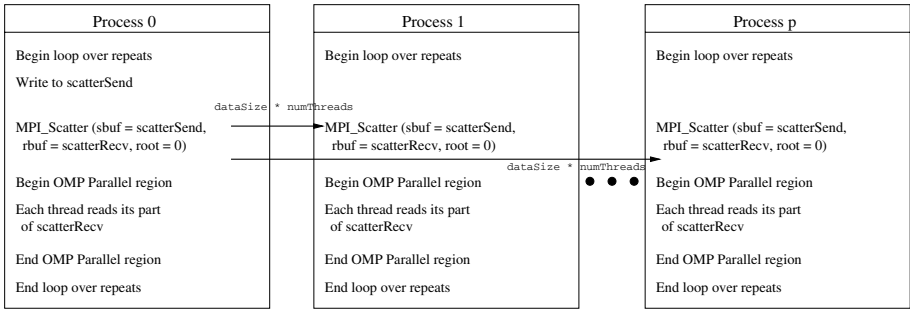 Process 0
Begin loop over repeats
Write to scatterSend
dataSize * numThreads
MPI_Scatter (sbuf = scatterSend,
rbuf = scatterRecv, root = 0)
Begin OMP Parallel region
Each thread reads its part
of scatterRecv
End OMP Parallel region
End loop over repeats
Process 1
Begin loop over repeats
MPI_Scatter (sbuf = scatterSend,
rbuf = scatterRecv, root = 0)
dataSize * numThreads
Begin OMP Parallel region
Each thread reads its part
of scatterRecv
End OMP Parallel region
End loop over repeats
Process p
Begin loop over repeats
MPI_Scatter (sbuf = scatterSend,
rbuf = scatterRecv, root = 0)
Begin OMP Parallel region
Each thread reads its part
of scatterRecv
End OMP Parallel region
End loop over repeats